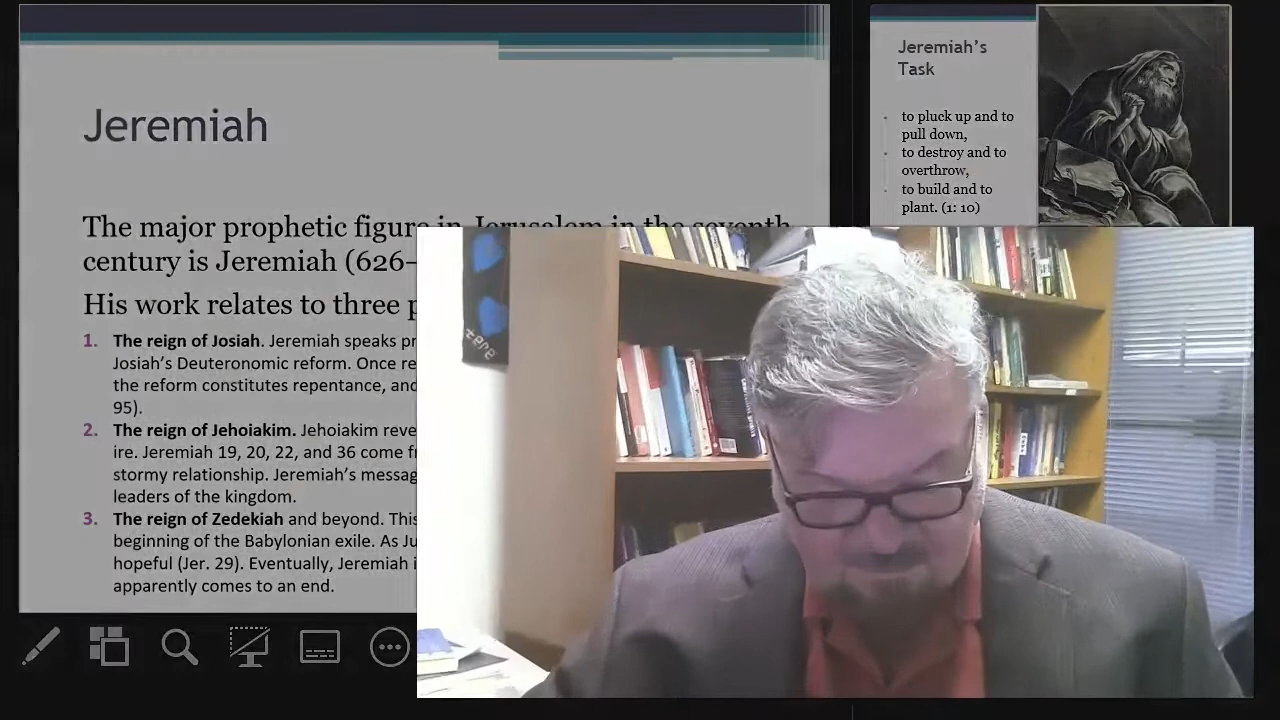 Jeremiah
The major prophetic figure in Jerusalem in the seventh
century is Jeremiah (626–
His work relates to three p
1. The reign of Josiah. Jeremiah speaks pr
Josiah’s Deuteronomic reform. Once re
the reform constitutes repentance, and
95).
2. The reign of Jehoiakim. Jehoiakim reve
ire. Jeremiah 19, 20, 22, and 36 come fr
stormy relationship. Jeremiah’s messag
leaders of the kingdom.
3. The reign of Zedekiah and beyond. This
beginning of the Babylonian exile. As Ju
hopeful (Jer. 29). Eventually, Jeremiah i
apparently comes to an end.
Jeremiah’s
Task
to pluck up and to
pull down,
to destroy and to
overthrow,
to build and to
plant. (1: 10)